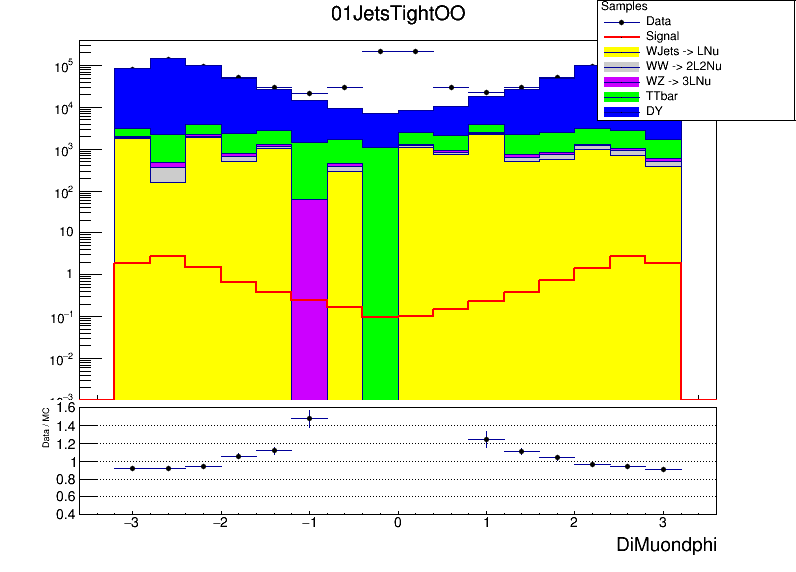 01JetsTightOO
Samples
Data
Signal
WJets -> LNu
WW -> 2L2Nu
WZ -> 3LNu
TTbar
DY
10^5
10^4
10^3
10^2
10
1
10^-1
10^-2
Data / MC
1.6
1.4
1.2
1
0.8
0.6
0.4
−3 −2 −1 0 1 2 3
DiMuondphi